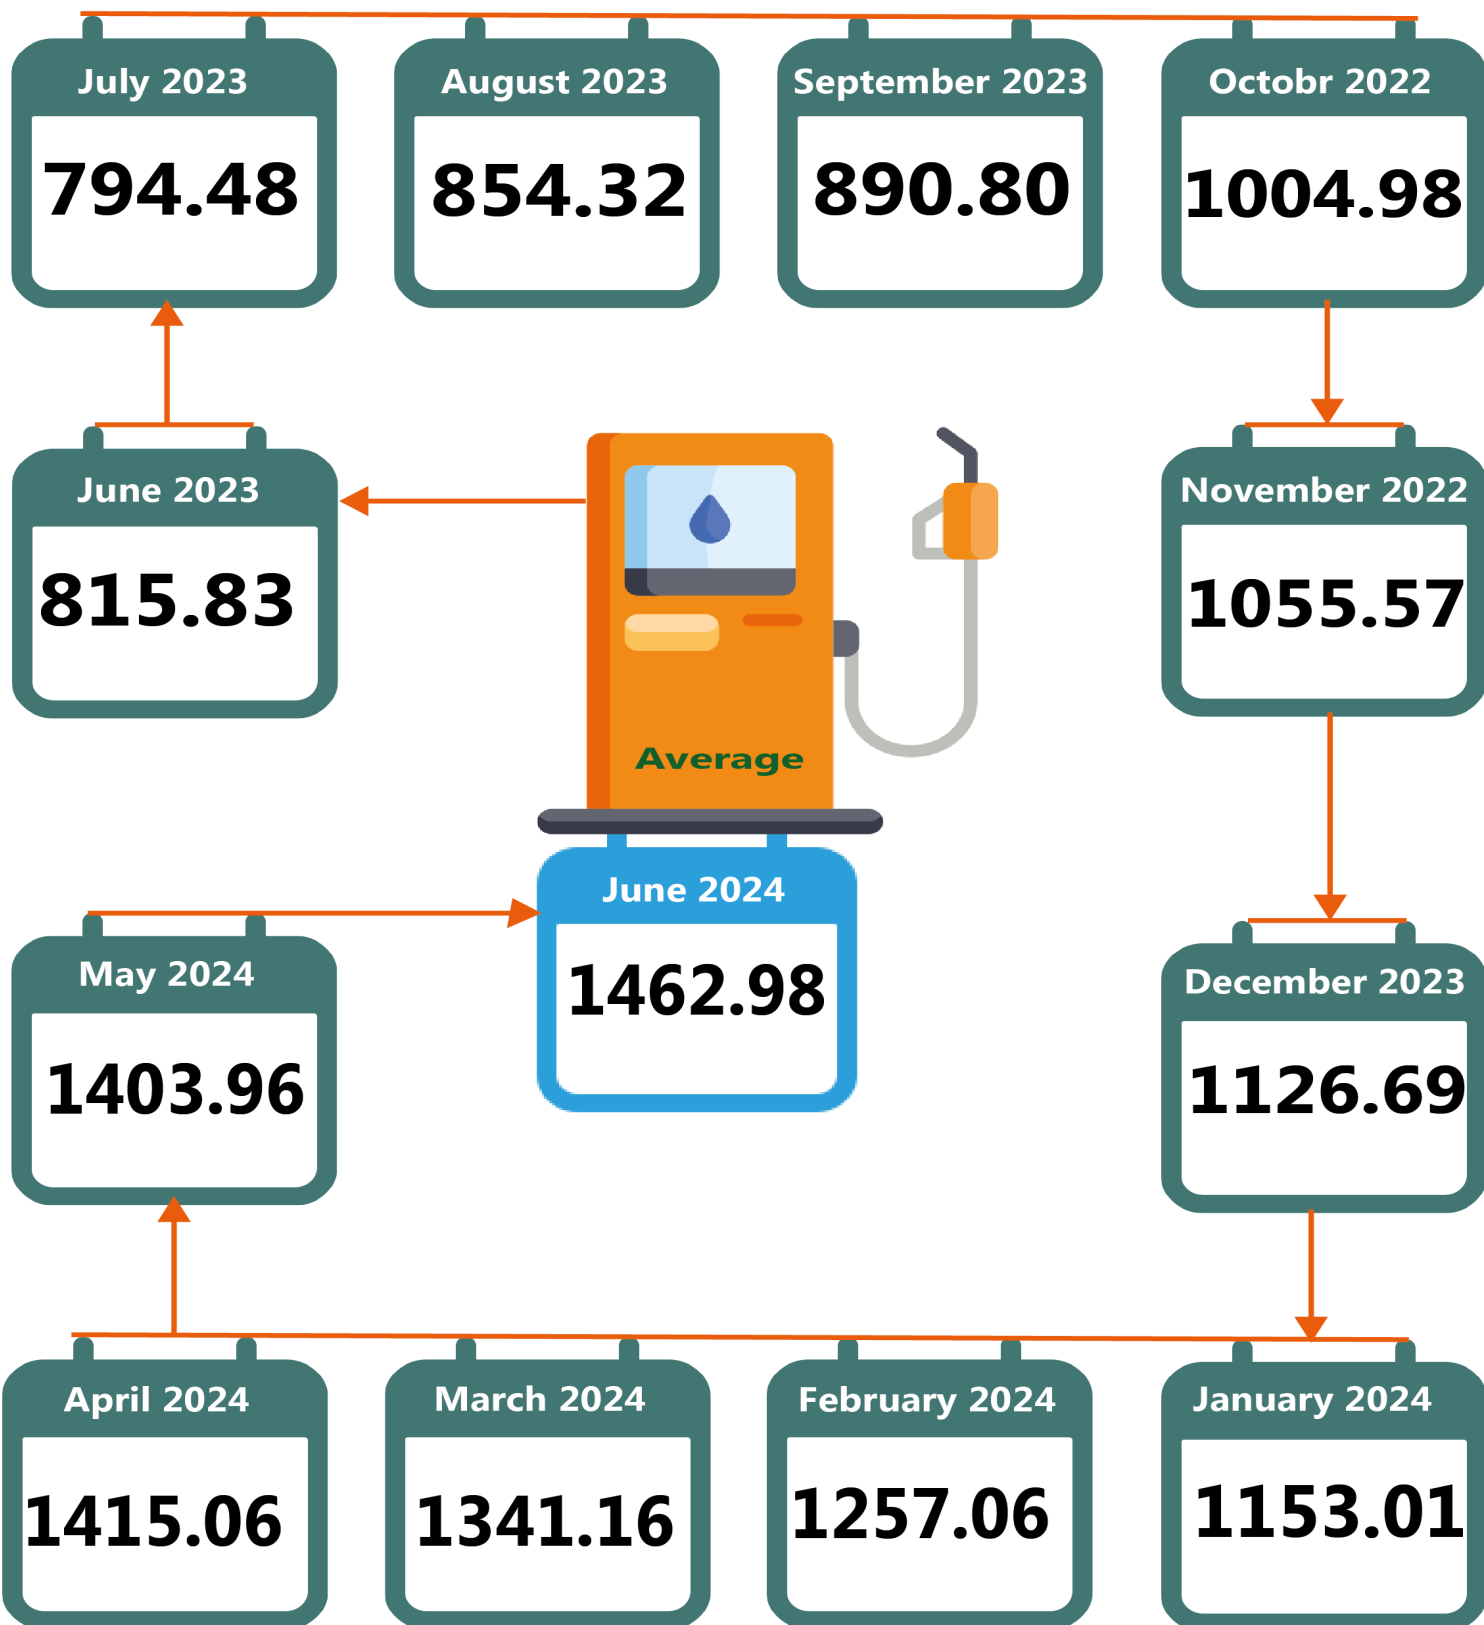 July 2023
794.48
August 2023
854.32
September 2023
890.80
Octobr 2022
1004.98
June 2023
815.83
November 2022
1055.57
Average
June 2024
1462.98
May 2024
1403.96
December 2023
1126.69
April 2024
1415.06
March 2024
1341.16
February 2024
1257.06
January 2024
1153.01